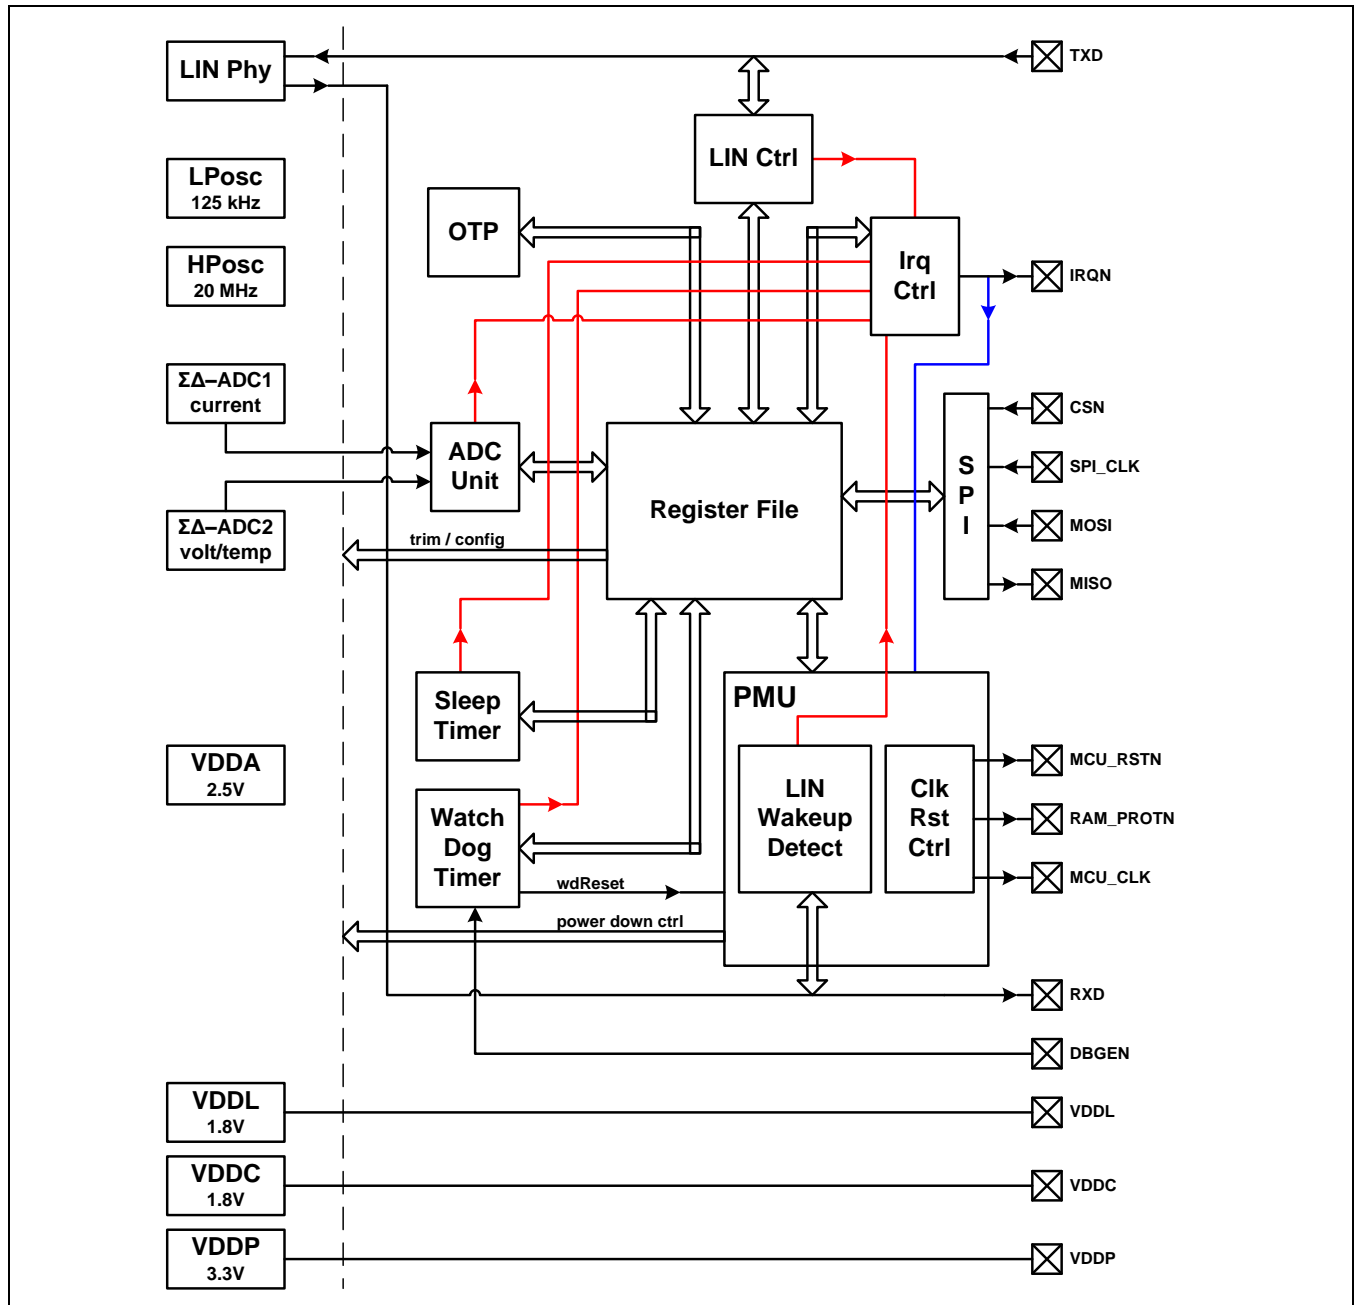 LIN Phy
TXD
LIN Ctrl
LPosc
125 kHz
OTP
HPosc
20 MHz
Irq
Ctrl
IRQN
ΣΔ–ADC1
current
CSN
ADC
Unit
SPI_CLK
S
P
I
Register File
ΣΔ–ADC2
volt/temp
MOSI
trim / config
MISO
Sleep
Timer
PMU
VDDA
2.5V
LIN
Wakeup
Detect
Clk
Rst
Ctrl
MCU_RSTN
RAM_PROTN
MCU_CLK
Watch
Dog
Timer
wdReset
power down ctrl
RXD
DBGEN
VDDL
1.8V
VDDL
VDDC
1.8V
VDDC
VDDP
3.3V
VDDP